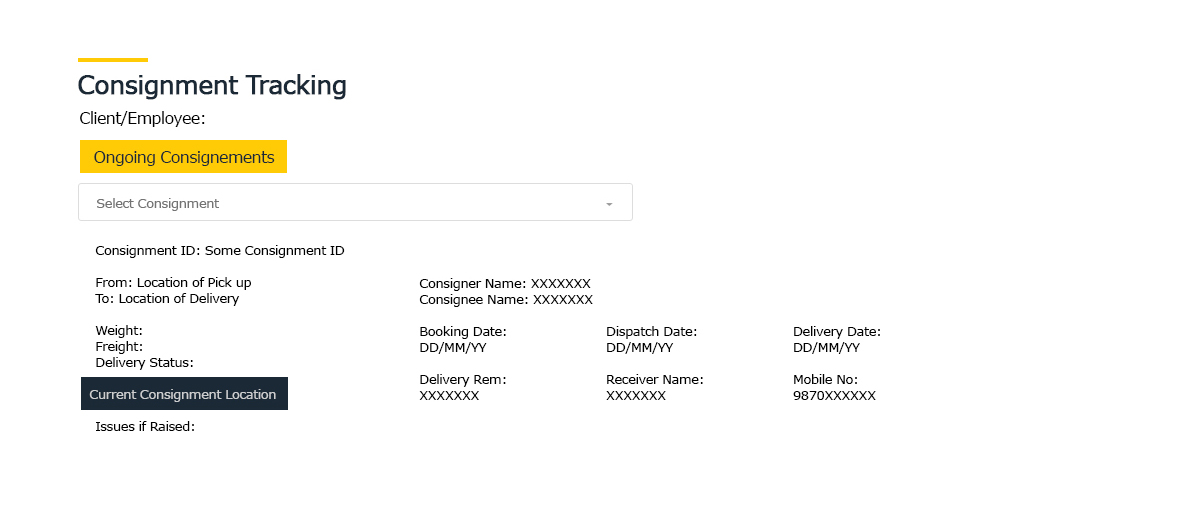 Consignment Tracking
Client/Employee:
Ongoing Consignements
Select Consignment
Consignment ID: Some Consignment ID
From: Location of Pick up
To: Location of Delivery
Consigner Name: XXXXXXX
Consignee Name: XXXXXXX
Weight:
Freight:
Delivery Status:
Booking Date:
DD/MM/YY
Dispatch Date:
DD/MM/YY
Delivery Date:
DD/MM/YY
Current Consignment Location
Delivery Rem:
XXXXXXX
Receiver Name:
XXXXXXX
Mobile No:
9870XXXXXX
Issues if Raised: